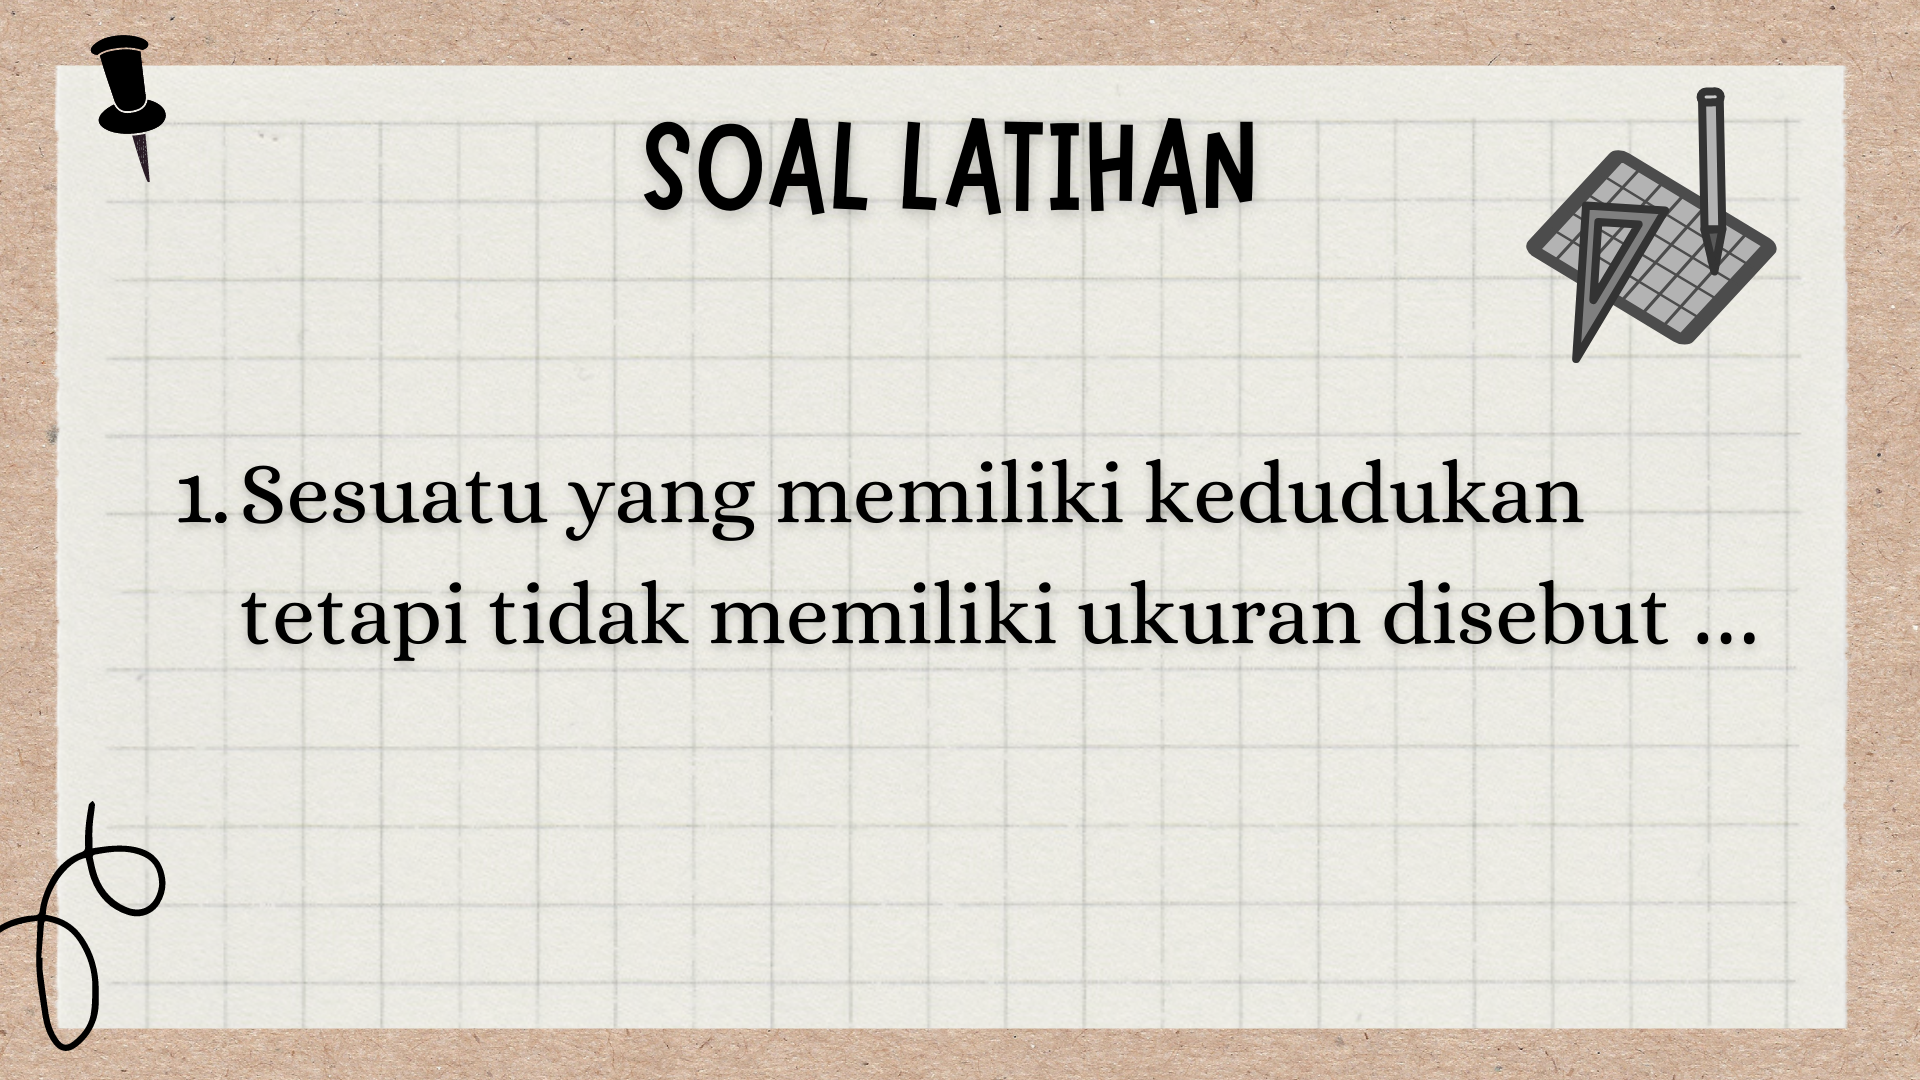 SOAL LATIHAN
1. Sesuatu yang memiliki kedudukan
tetapi tidak memiliki ukuran disebut ...